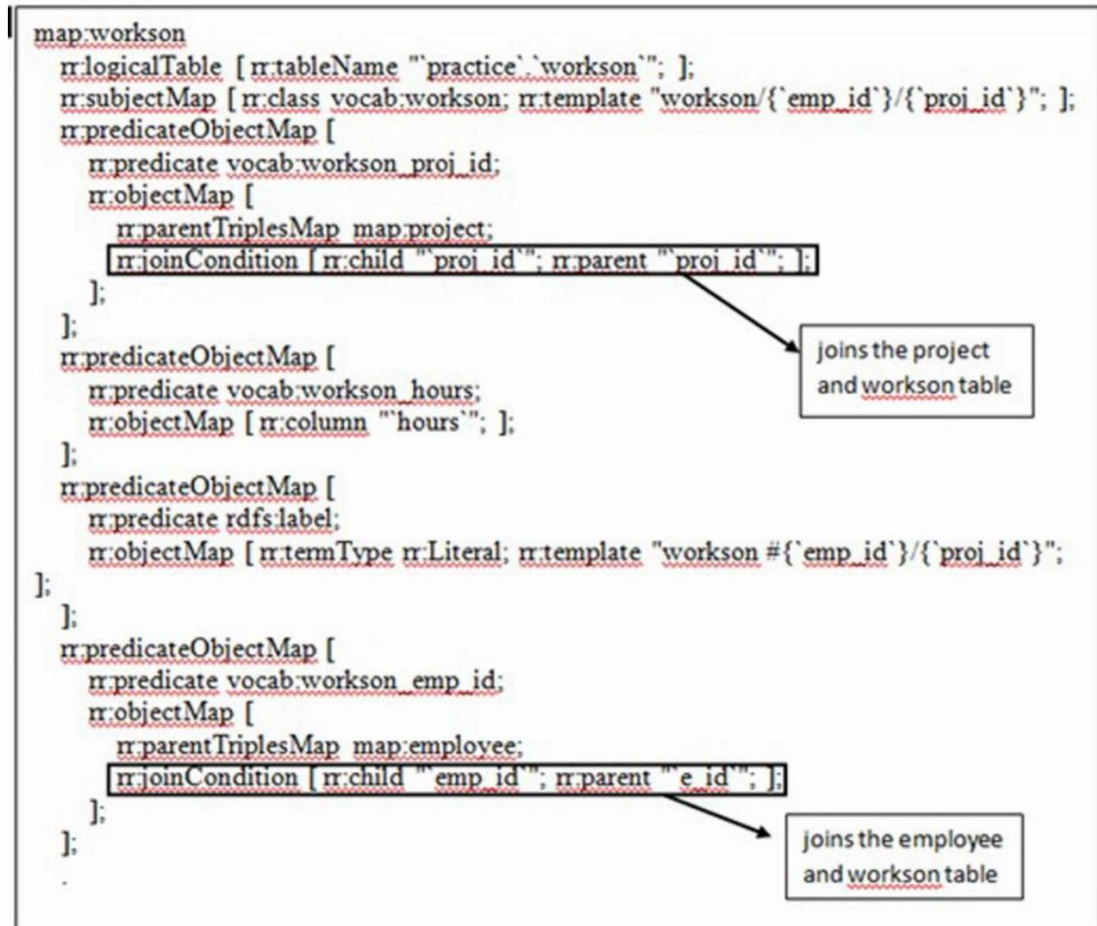 map:workson
rr:logicalTable [ rr:tableName "`practice`.`workson`"; ];
rr:subjectMap [ rr:class vocab:workson; rr:template "workson/{`emp_id`}/{`proj_id`}"; ];
rr:predicateObjectMap [
rr:predicate vocab:workson_proj_id;
rr:objectMap [
rr:parentTriplesMap map:project;
rr:joinCondition [ rr:child "`proj_id`"; rr:parent "`proj_id`"; ];
];
];
joins the project
and workson table
rr:predicateObjectMap [
rr:predicate vocab:workson_hours;
rr:objectMap [ rr:column "`hours`"; ];
];
rr:predicateObjectMap [
rr:predicate rdfs:label;
rr:objectMap [ rr:termType rr:Literal; rr:template "workson #{`emp_id`}/{`proj_id`}";
];
];
rr:predicateObjectMap [
rr:predicate vocab:workson_emp_id;
rr:objectMap [
rr:parentTriplesMap map:employee;
rr:joinCondition [ rr:child "`emp_id`"; rr:parent "`e_id`"; ];
];
];
.
joins the employee
and workson table